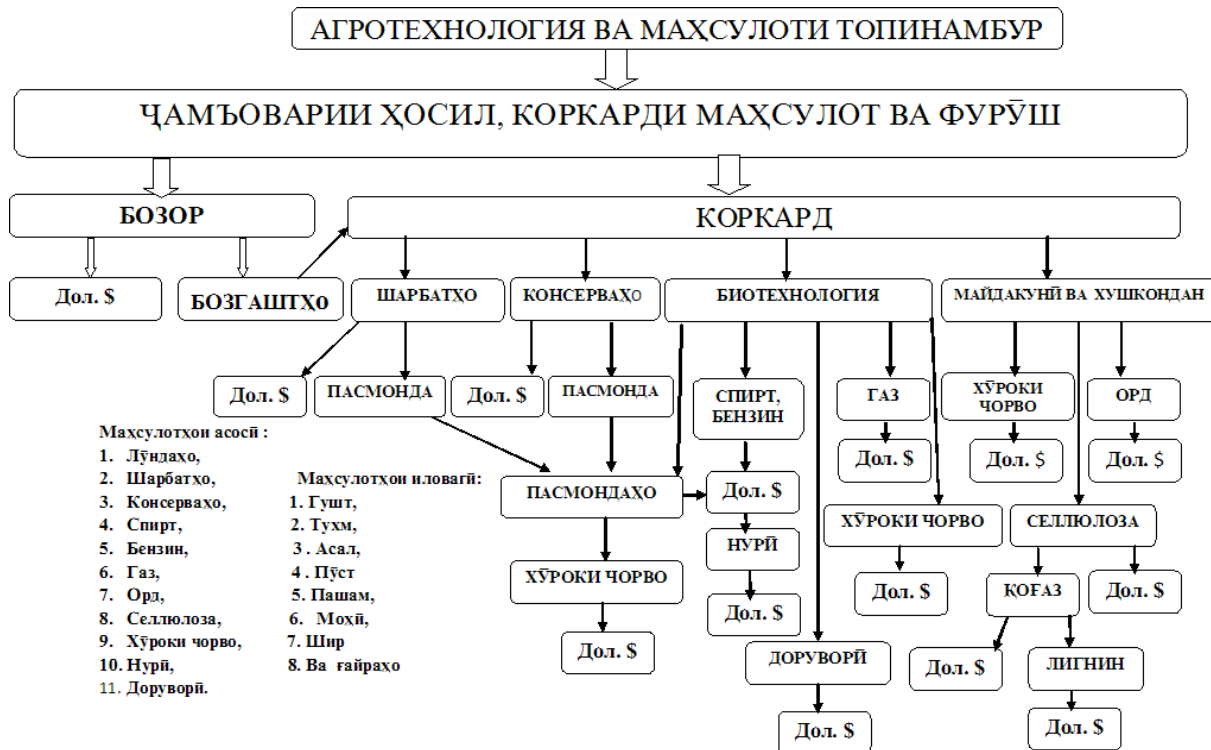 АГРОТЕХНОЛОГИЯ ВА МАҲСУЛОТИ ТОПИНАМБУР
ҶАМЪОВАРИИ ҲОСИЛ, КОРКАРДИ МАҲСУЛОТ ВА ФУРӮШ
БОЗОР
КОРКАРД
Дол. $
БОЗГАШТҲО
ШАРБАТҲО
КОНСЕРВАҲО
БИОТЕХНОЛОГИЯ
МАЙДАКУНӢ ВА ХУШКОНДАН
Дол. $
ПАСМОНДА
Дол. $
ПАСМОНДА
СПИРТ,
БЕНЗИН
ГАЗ
ХӮРОКИ
ЧОРВО
ОРД
Дол. $
Дол. $
Дол. $
ПАСМОНДАҲО
Дол. $
ХӮРОКИ ЧОРВО
СЕЛЛЮЛОЗА
НУРӢ
ХӮРОКИ ЧОРВО
Дол. $
ҚОҒАЗ
Дол. $
Дол. $
Дол. $
ДОРУВОРӢ
Дол. $
ЛИГНИН
Дол. $
Дол. $
Маҳсулотҳои асосӣ :
1. Лӯндаҳо,
2. Шарбатҳо,
3. Консерваҳо,
4. Спирт,
5. Бензин,
6. Газ,
7. Орд,
8. Селлюлоза,
9. Хӯроки чорво,
10. Нурӣ,
11. Доруворӣ.
Маҳсулотҳои иловагӣ:
1. Гушт,
2. Тухм,
3 . Асал,
4 . Пӯст
5. Пашам,
6. Моҳӣ,
7. Шир
8. Ва ғайраҳо